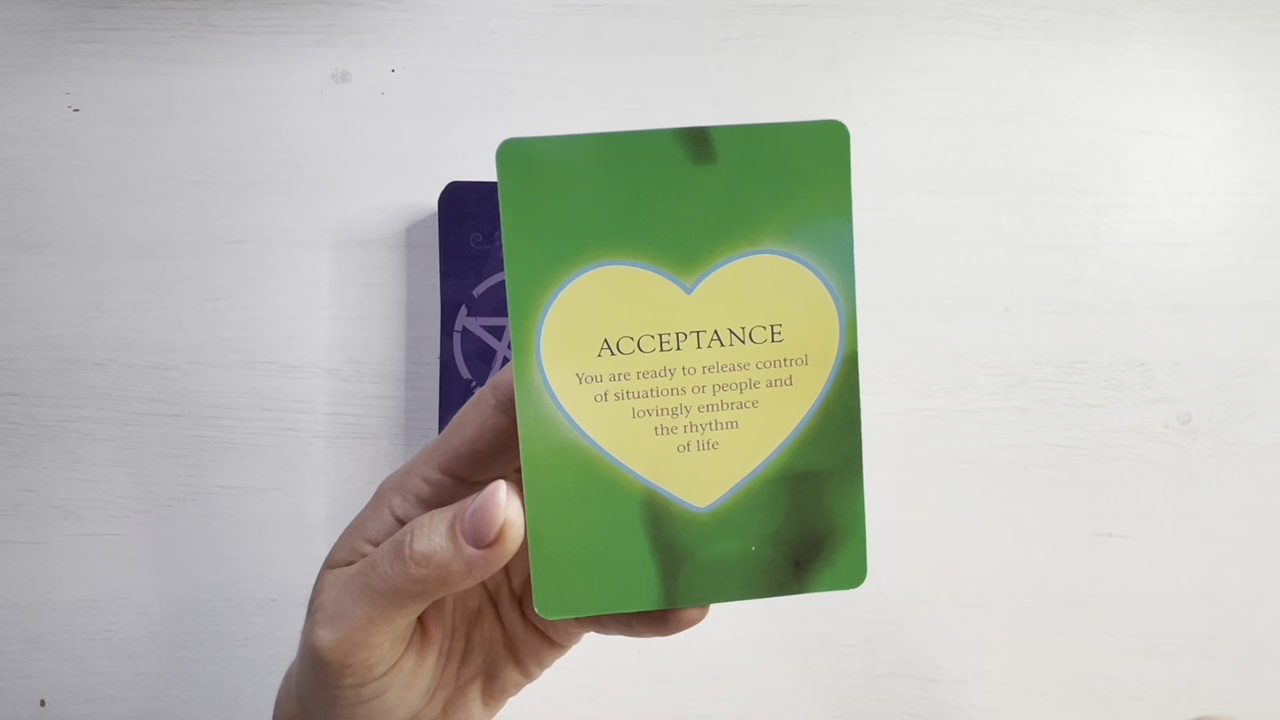 ACCEPTANCE
You are ready to release control
of situations or people and
lovingly embrace
the rhythm
of life